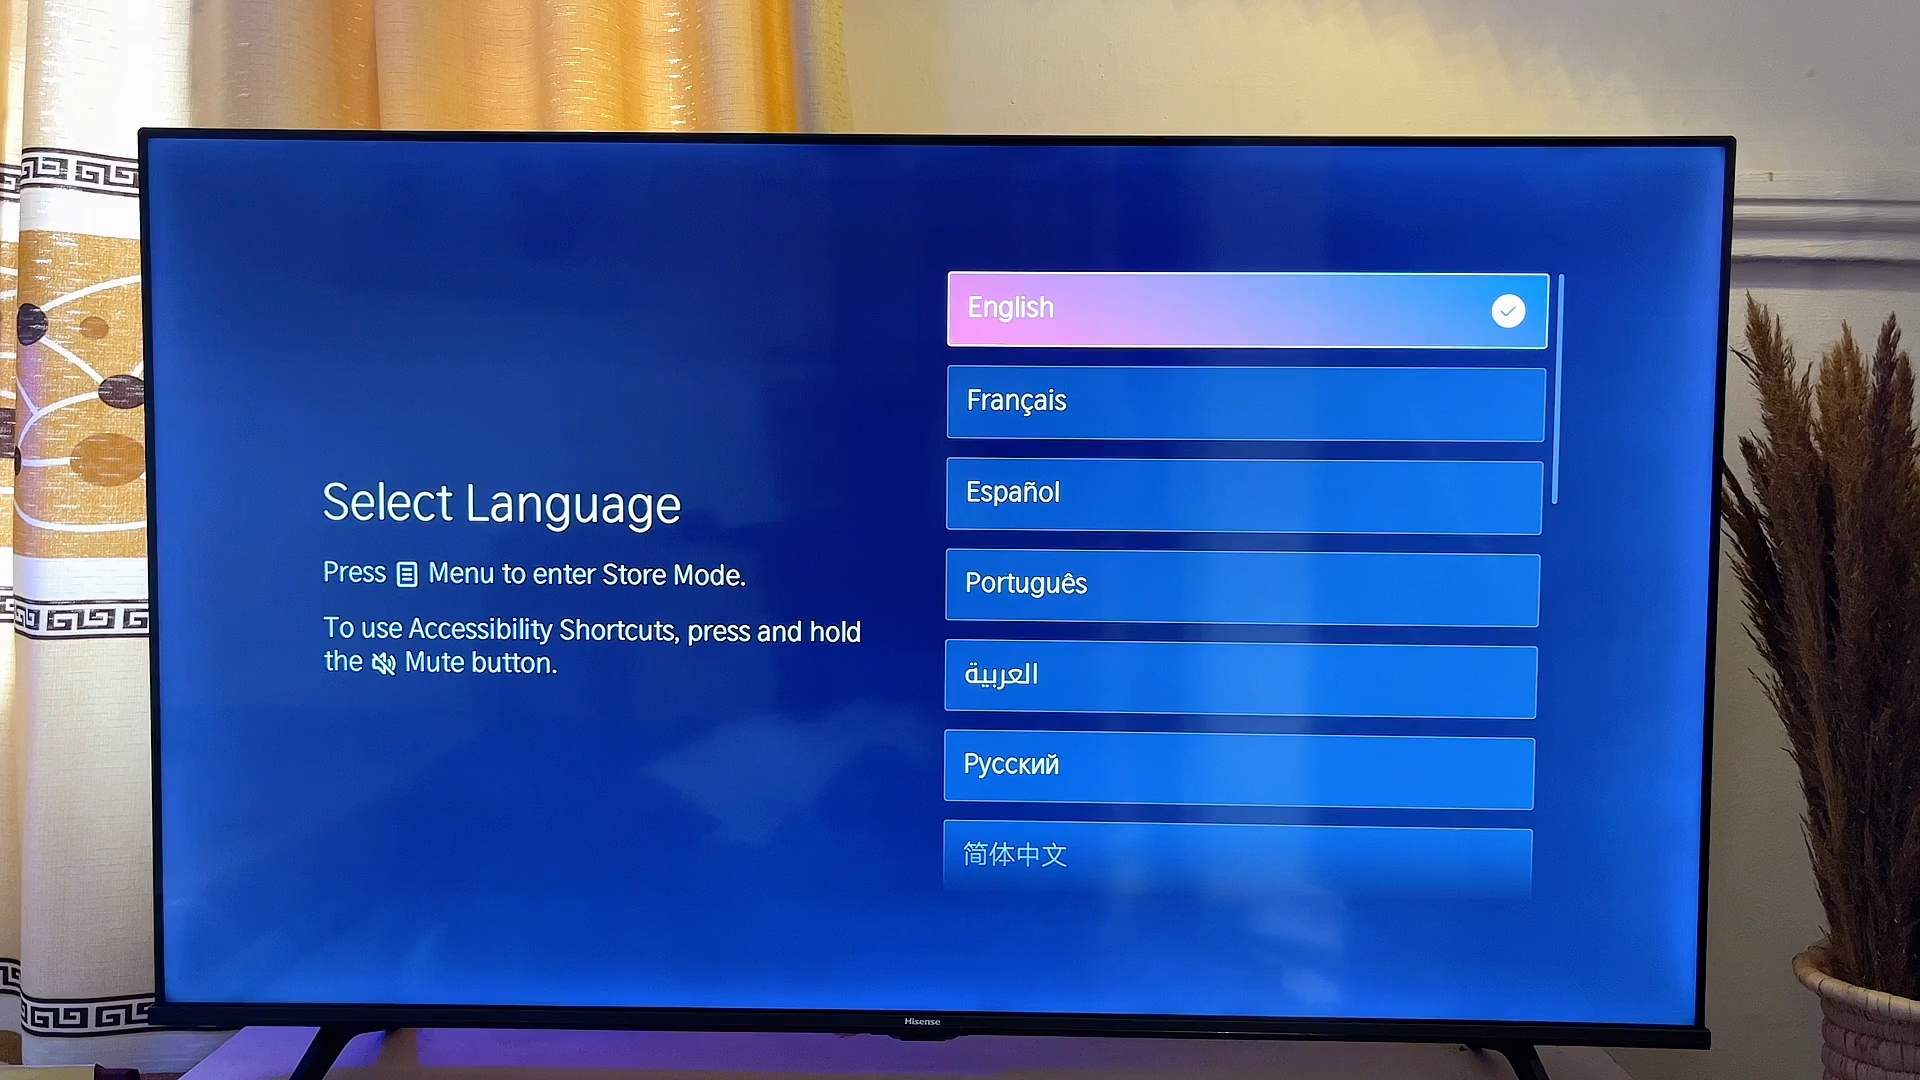 Select Language
Press Menu to enter Store Mode.
To use Accessibility Shortcuts, press and hold
the Mute button.
English
Français
Español
Português
العربية
Русский
简体中文
Hisense